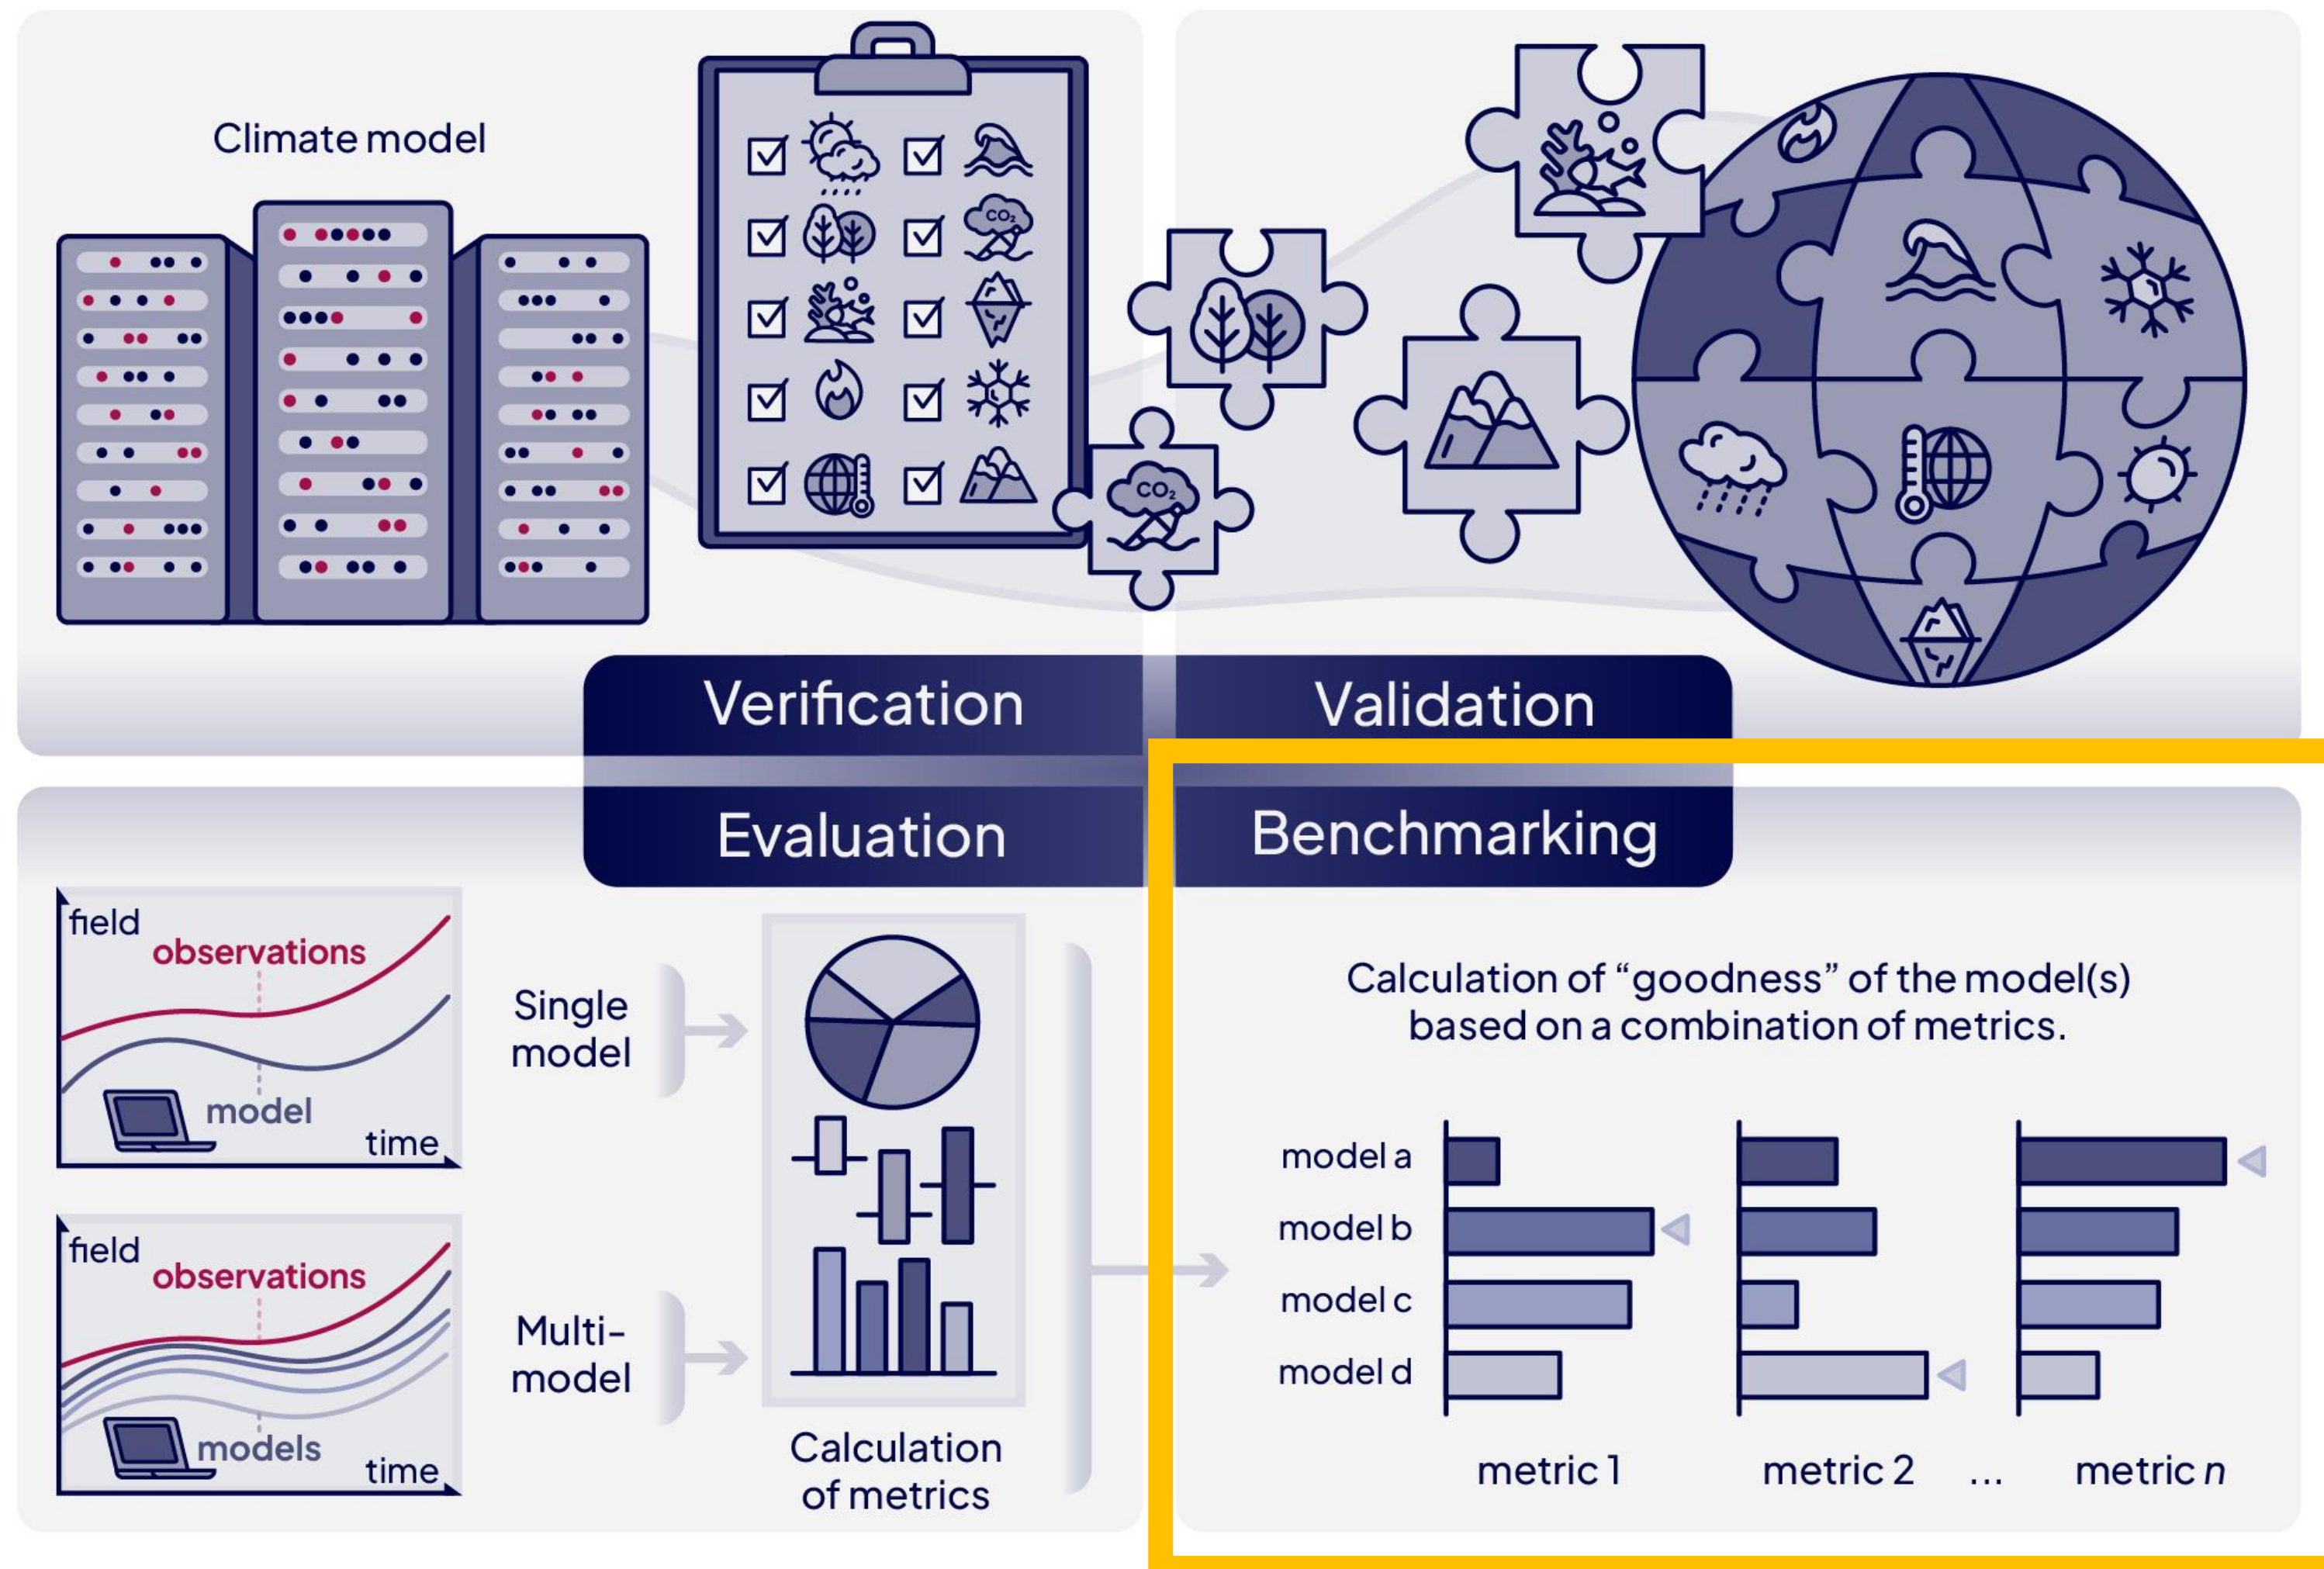 Climate model
CO₂
CO₂
Verification
Validation
Evaluation
Benchmarking
field
observations
model
time
Single
model
field
observations
models
time
Multi-
model
Calculation
of metrics
Calculation of “goodness” of the model(s)
based on a combination of metrics.
model a
model b
model c
model d
metric 1
metric 2
...
metric n